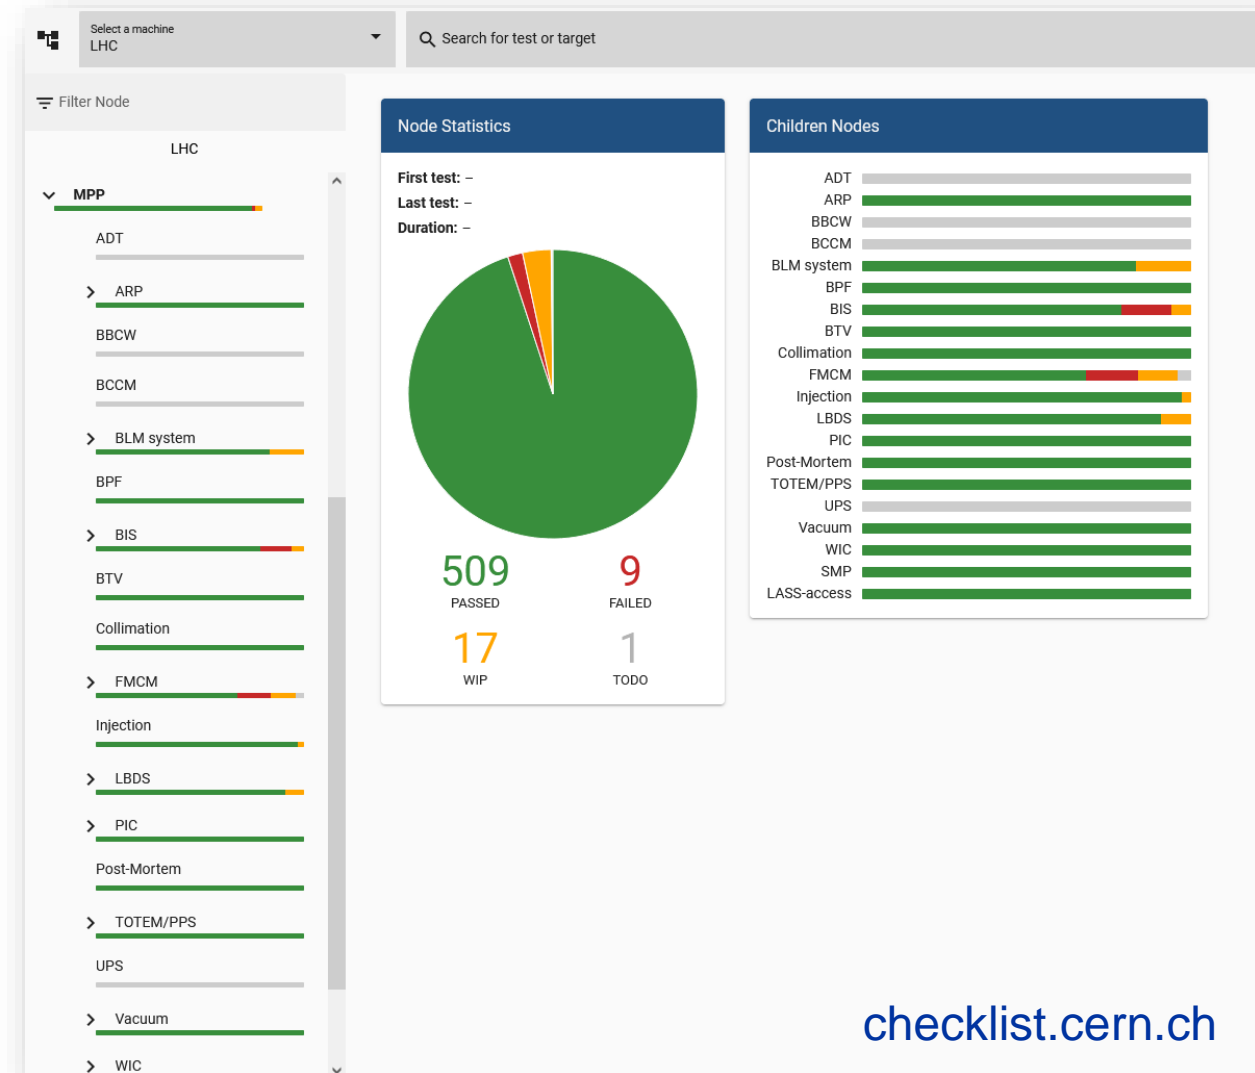 Select a machine
LHC
Search for test or target
Filter Node
LHC
MPP
ADT
ARP
BBCW
BCCM
BLM system
BPF
BIS
BTV
Collimation
FMCM
Injection
LBDS
PIC
Post-Mortem
TOTEM/PPS
UPS
Vacuum
WIC
Node Statistics
First test: –
Last test: –
Duration: –
509
PASSED
9
FAILED
17
WIP
1
TODO
Children Nodes
ADT
ARP
BBCW
BCCM
BLM system
BPF
BIS
BTV
Collimation
FMCM
Injection
LBDS
PIC
Post-Mortem
TOTEM/PPS
UPS
Vacuum
WIC
SMP
LASS-access
checklist.cern.ch